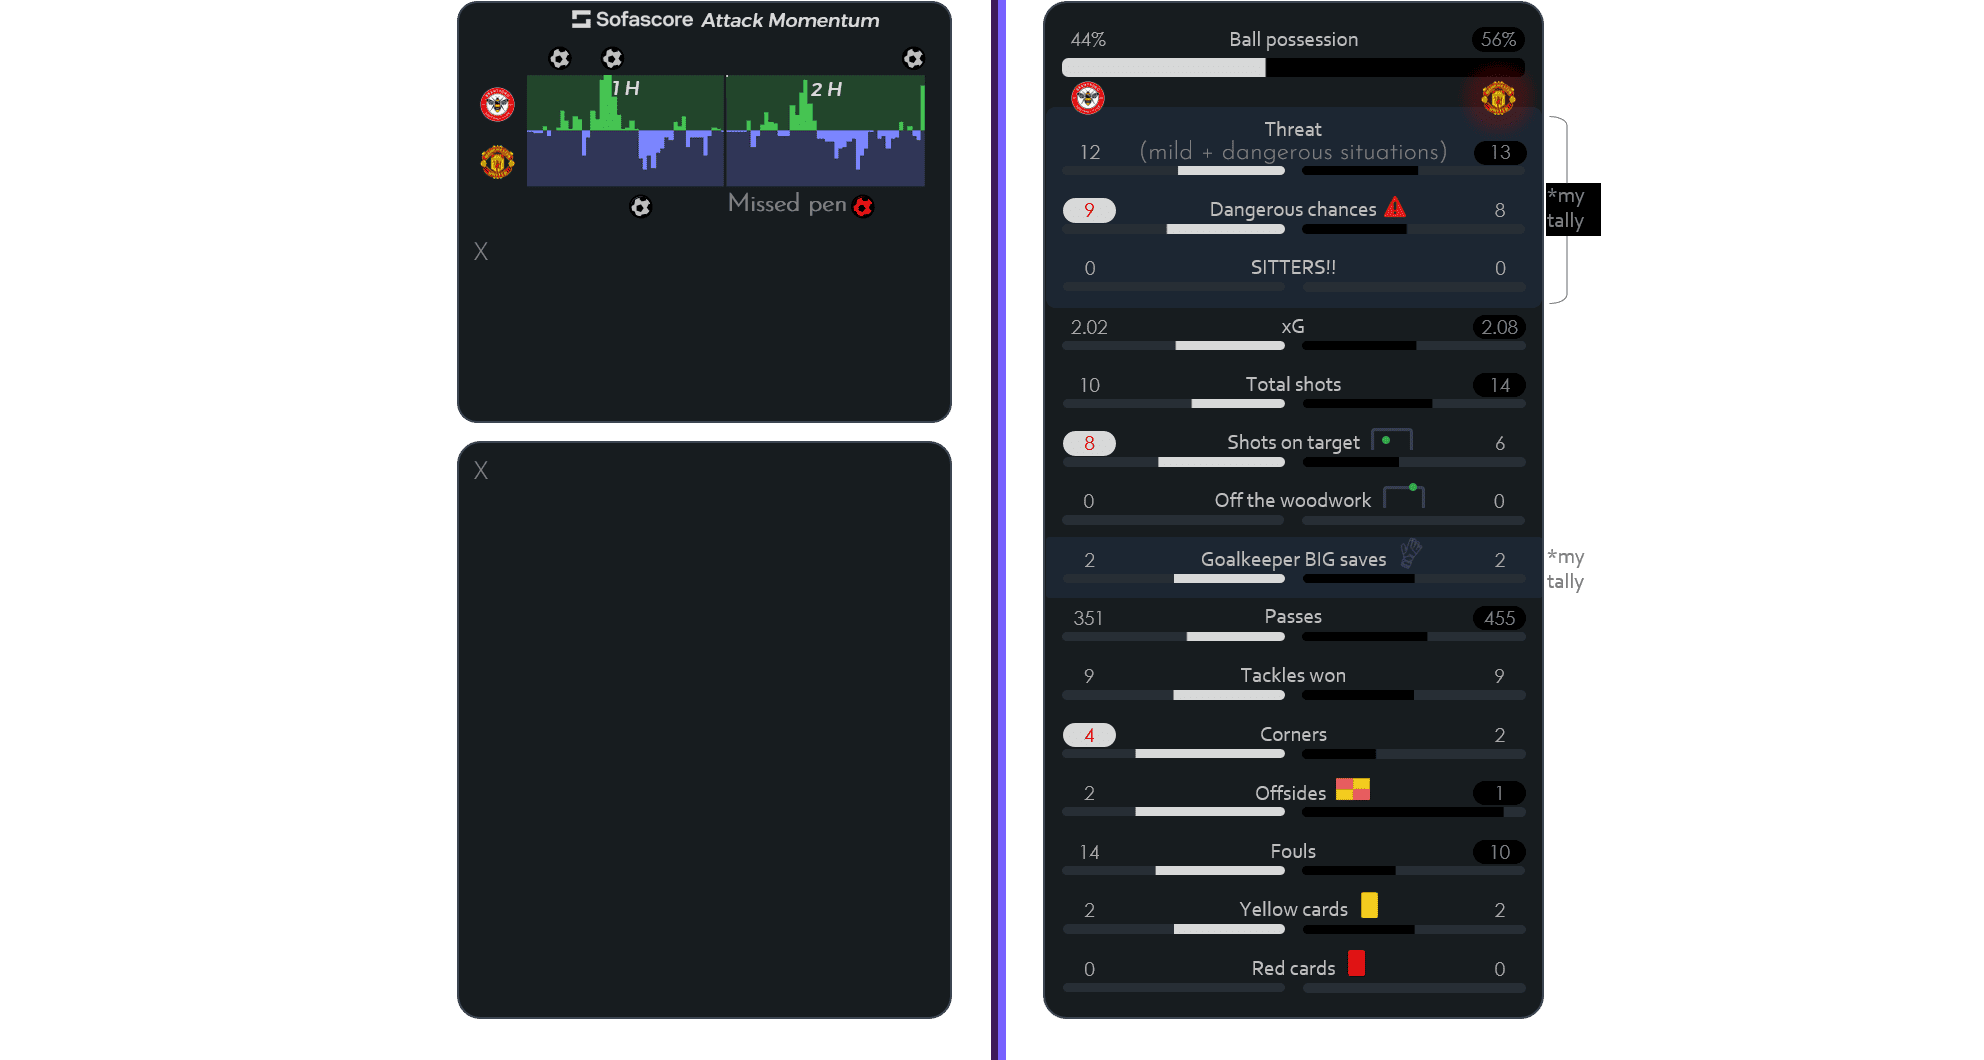 Sofascore Attack Momentum
1 H
2 H
Missed pen
X
X
44% Ball possession 56%
Threat
12 (mild + dangerous situations) 13
9 Dangerous chances 8
*my
tally
0 SITTERS!! 0
2.02 xG 2.08
10 Total shots 14
8 Shots on target 6
0 Off the woodwork 0
2 Goalkeeper BIG saves 2
*my
tally
351 Passes 455
9 Tackles won 9
4 Corners 2
2 Offsides 1
14 Fouls 10
2 Yellow cards 2
0 Red cards 0